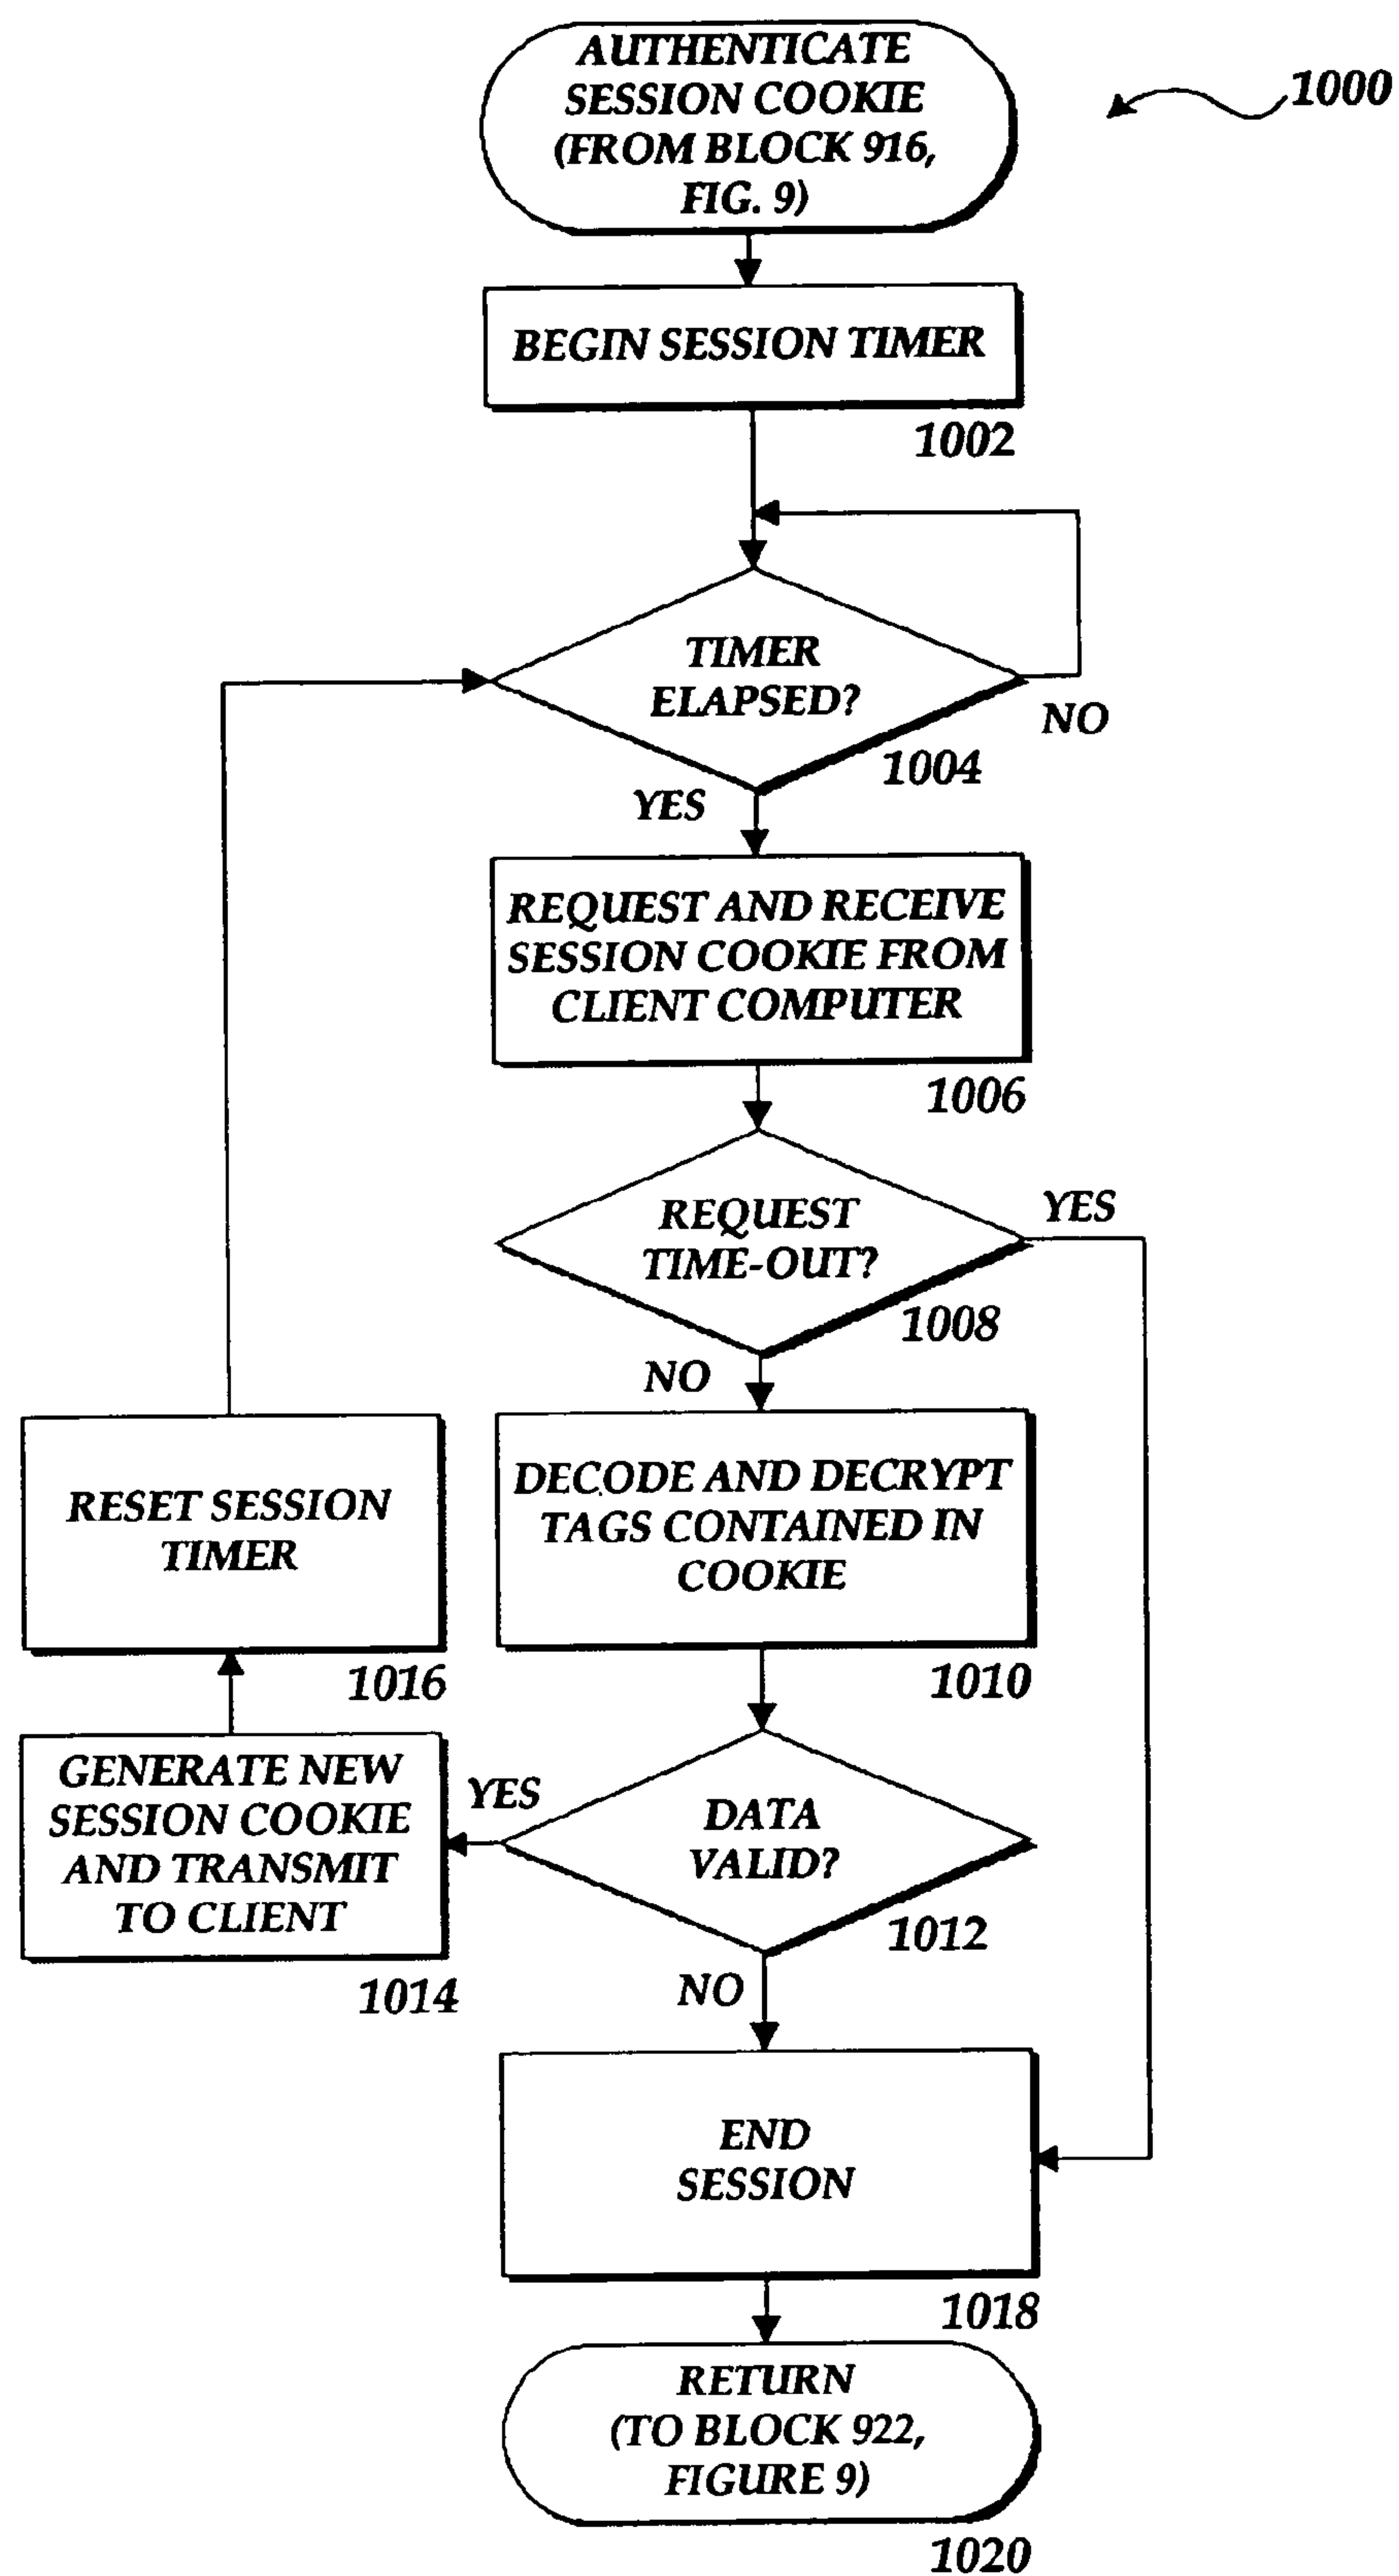 AUTHENTICATE
SESSION COOKIE
(FROM BLOCK 916,
FIG. 9)
1000
BEGIN SESSION TIMER
1002
TIMER
ELAPSED?
NO
1004
YES
REQUEST AND RECEIVE
SESSION COOKIE FROM
CLIENT COMPUTER
1006
REQUEST
TIME-OUT?
YES
1008
NO
DECODE AND DECRYPT
TAGS CONTAINED IN
COOKIE
1010
RESET SESSION
TIMER
1016
GENERATE NEW
SESSION COOKIE
AND TRANSMIT
TO CLIENT
1014
YES
DATA
VALID?
1012
NO
END
SESSION
1018
RETURN
(TO BLOCK 922,
FIGURE 9)
1020